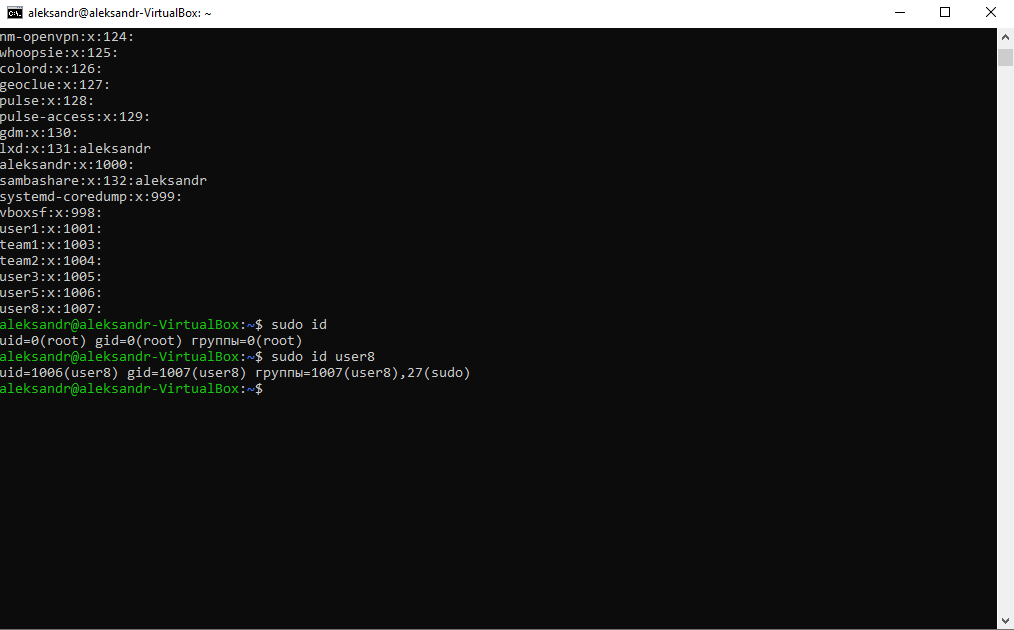 aleksandr@aleksandr-VirtualBox: ~
nm-openvpn:x:124:
whoopsie:x:125:
colord:x:126:
geoclue:x:127:
pulse:x:128:
pulse-access:x:129:
gdm:x:130:
lxd:x:131:aleksandr
aleksandr:x:1000:
sambashare:x:132:aleksandr
systemd-coredump:x:999:
vboxsf:x:998:
user1:x:1001:
team1:x:1003:
team2:x:1004:
user3:x:1005:
user5:x:1006:
user8:x:1007:
aleksandr@aleksandr-VirtualBox:~$ sudo id
uid=0(root) gid=0(root) группы=0(root)
aleksandr@aleksandr-VirtualBox:~$ sudo id user8
uid=1006(user8) gid=1007(user8) группы=1007(user8),27(sudo)
aleksandr@aleksandr-VirtualBox:~$